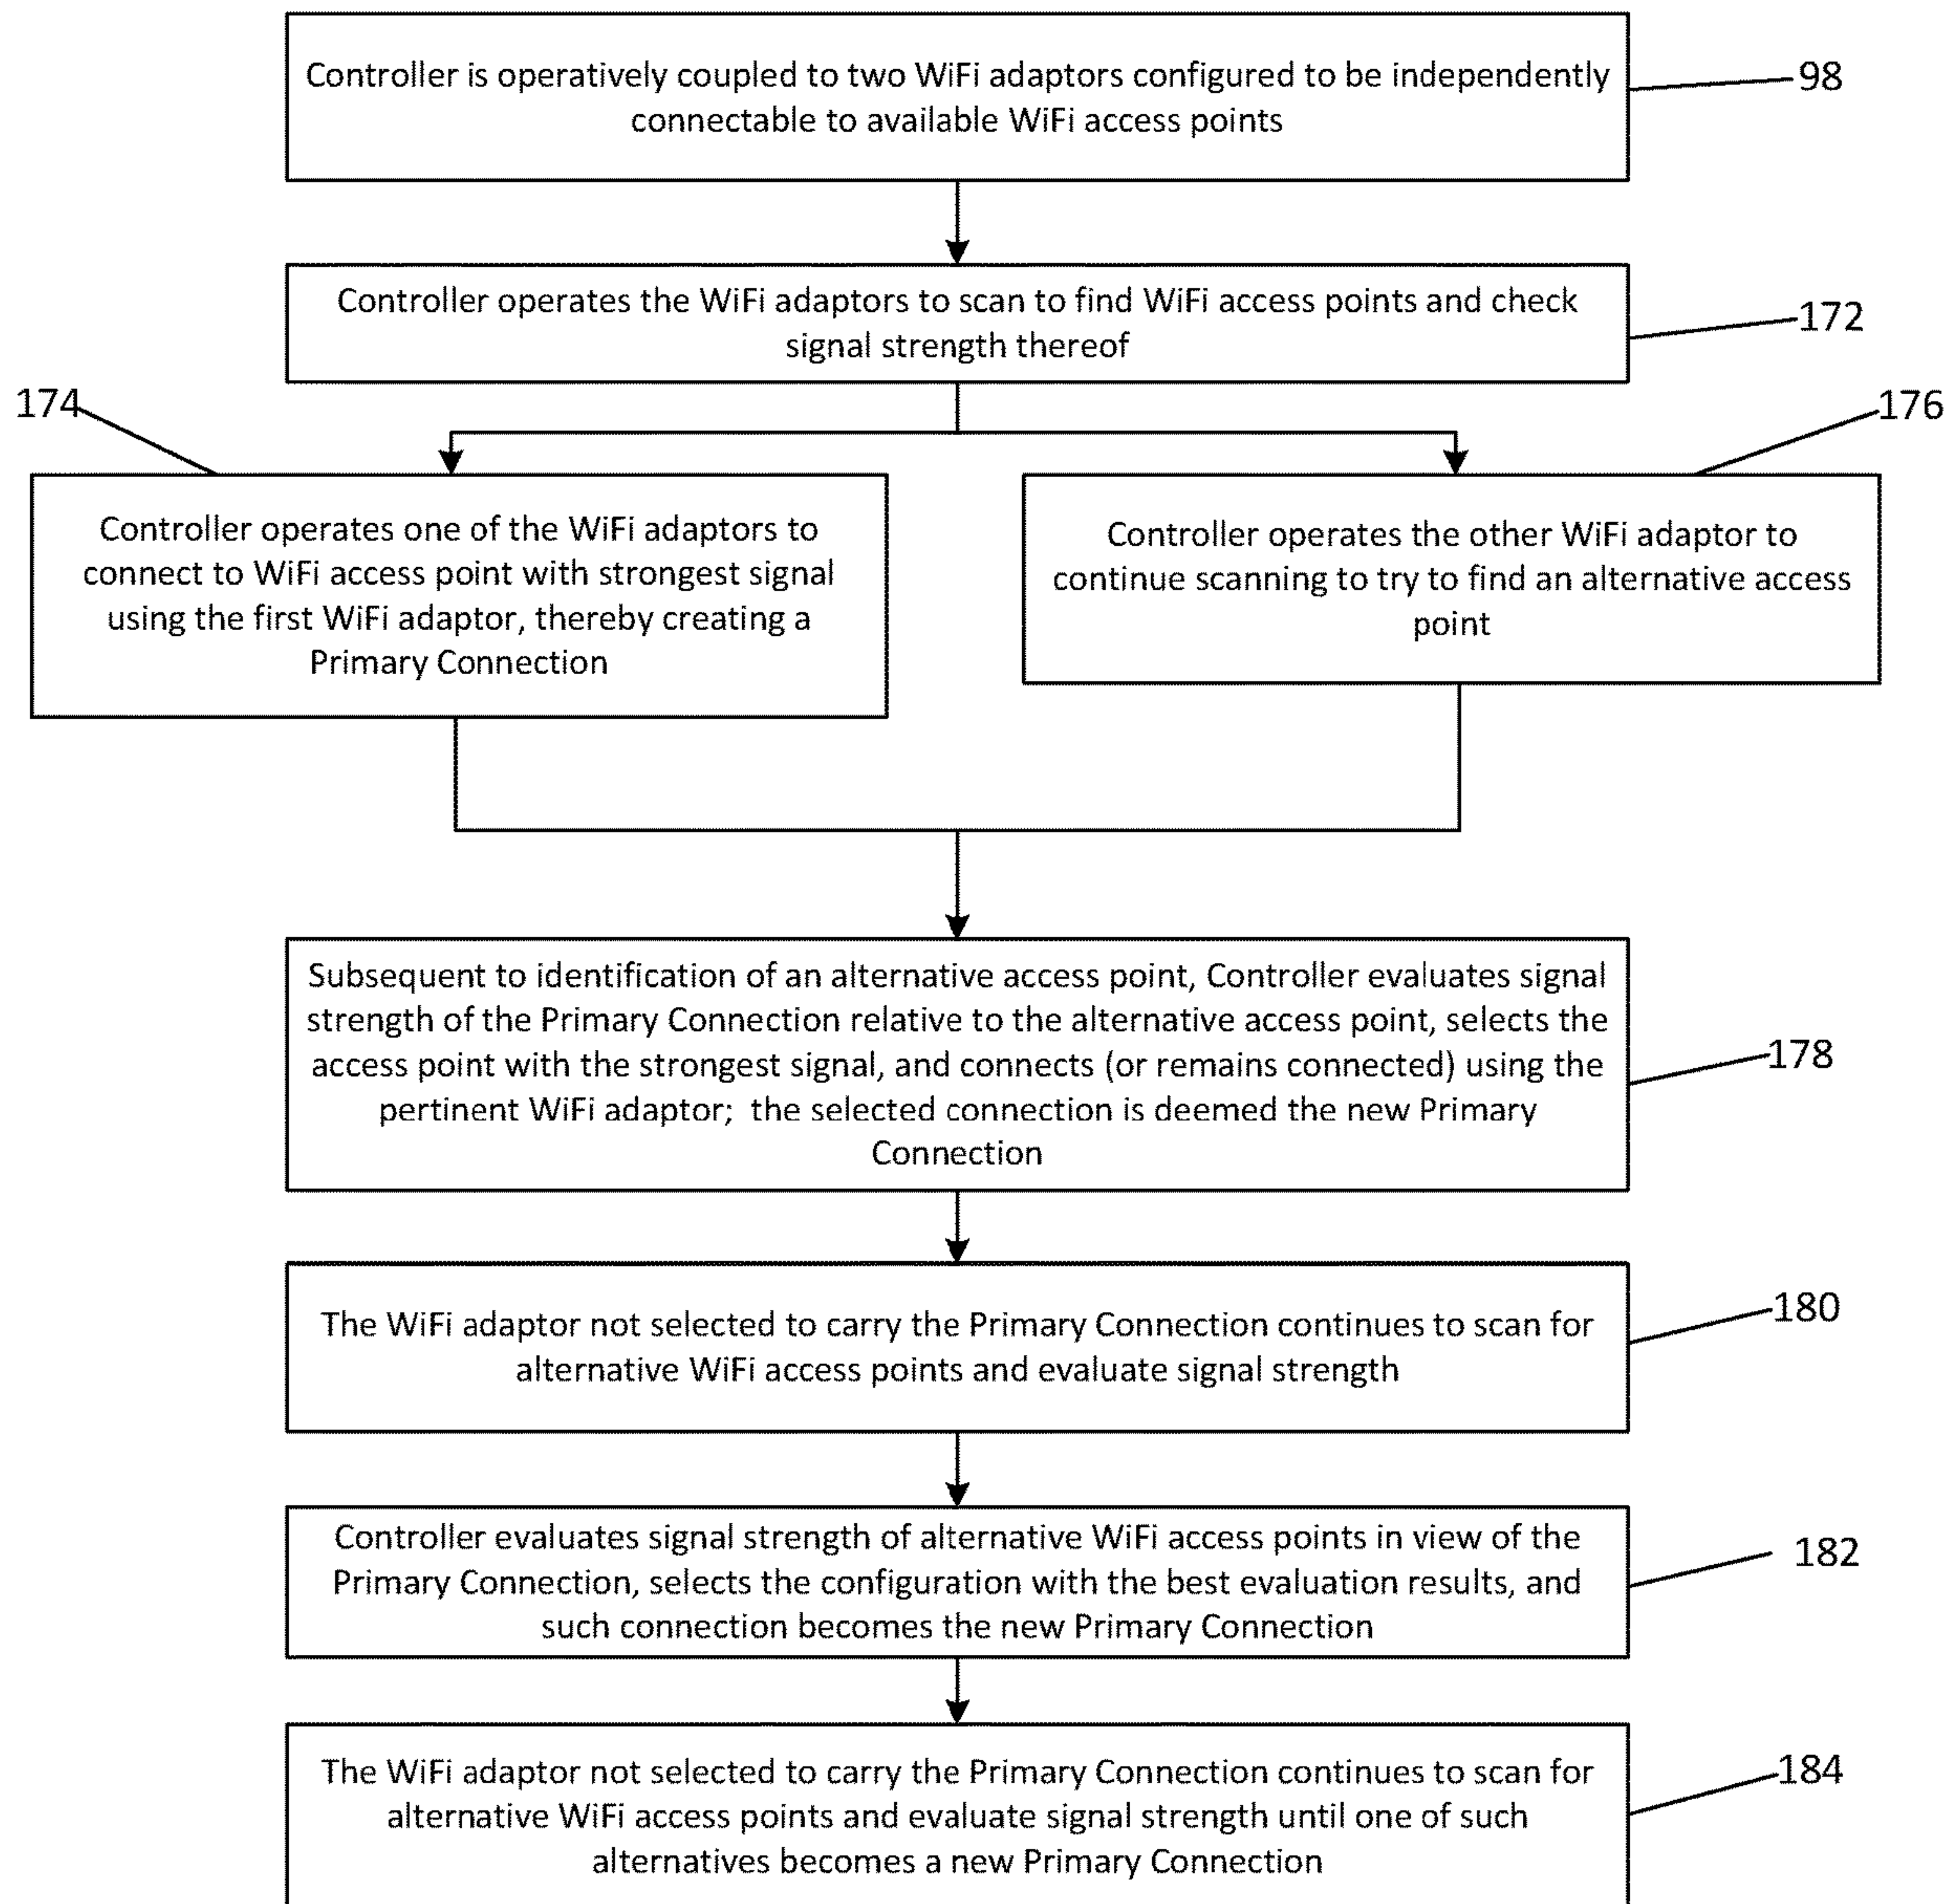 Controller is operatively coupled to two WiFi adaptors configured to be independently
connectable to available WiFi access points
98
Controller operates the WiFi adaptors to scan to find WiFi access points and check
signal strength thereof
172
174
176
Controller operates one of the WiFi adaptors to
connect to WiFi access point with strongest signal
using the first WiFi adaptor, thereby creating a
Primary Connection
Controller operates the other WiFi adaptor to
continue scanning to try to find an alternative access
point
Subsequent to identification of an alternative access point, Controller evaluates signal
strength of the Primary Connection relative to the alternative access point, selects the
access point with the strongest signal, and connects (or remains connected) using the
pertinent WiFi adaptor; the selected connection is deemed the new Primary
Connection
178
The WiFi adaptor not selected to carry the Primary Connection continues to scan for
alternative WiFi access points and evaluate signal strength
180
Controller evaluates signal strength of alternative WiFi access points in view of the
Primary Connection, selects the configuration with the best evaluation results, and
such connection becomes the new Primary Connection
182
The WiFi adaptor not selected to carry the Primary Connection continues to scan for
alternative WiFi access points and evaluate signal strength until one of such
alternatives becomes a new Primary Connection
184